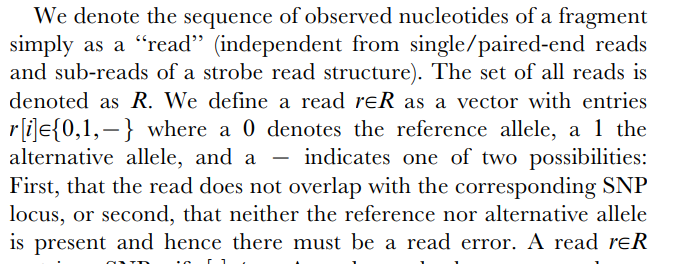 We denote the sequence of observed nucleotides of a fragment
simply as a “read” (independent from single/paired-end reads
and sub-reads of a strobe read structure). The set of all reads is
denoted as R. We define a read r∈R as a vector with entries
r[i]∈{0,1,−} where a 0 denotes the reference allele, a 1 the
alternative allele, and a − indicates one of two possibilities:
First, that the read does not overlap with the corresponding SNP
locus, or second, that neither the reference nor alternative allele
is present and hence there must be a read error. A read r∈R